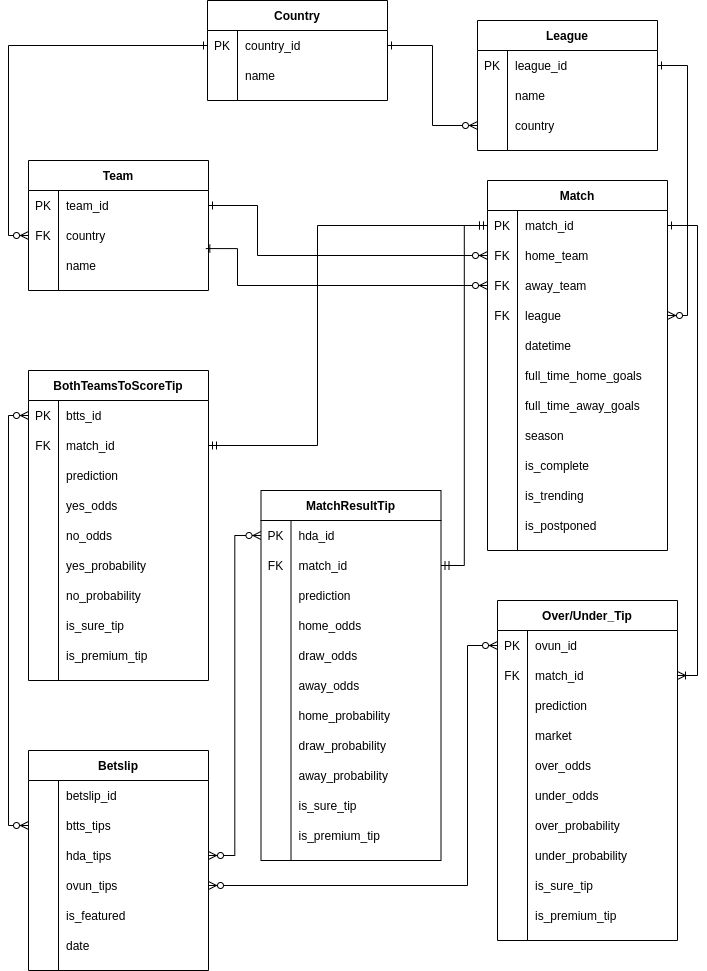 Country
PK country_id
name
League
PK league_id
name
country
Team
PK team_id
FK country
name
Match
PK match_id
FK home_team
FK away_team
FK league
datetime
full_time_home_goals
full_time_away_goals
season
is_complete
is_trending
is_postponed
BothTeamsToScoreTip
PK btts_id
FK match_id
prediction
yes_odds
no_odds
yes_probability
no_probability
is_sure_tip
is_premium_tip
MatchResultTip
PK hda_id
FK match_id
prediction
home_odds
draw_odds
away_odds
home_probability
draw_probability
away_probability
is_sure_tip
is_premium_tip
Over/Under_Tip
PK ovun_id
FK match_id
prediction
market
over_odds
under_odds
over_probability
under_probability
is_sure_tip
is_premium_tip
Betslip
betslip_id
btts_tips
hda_tips
ovun_tips
is_featured
date